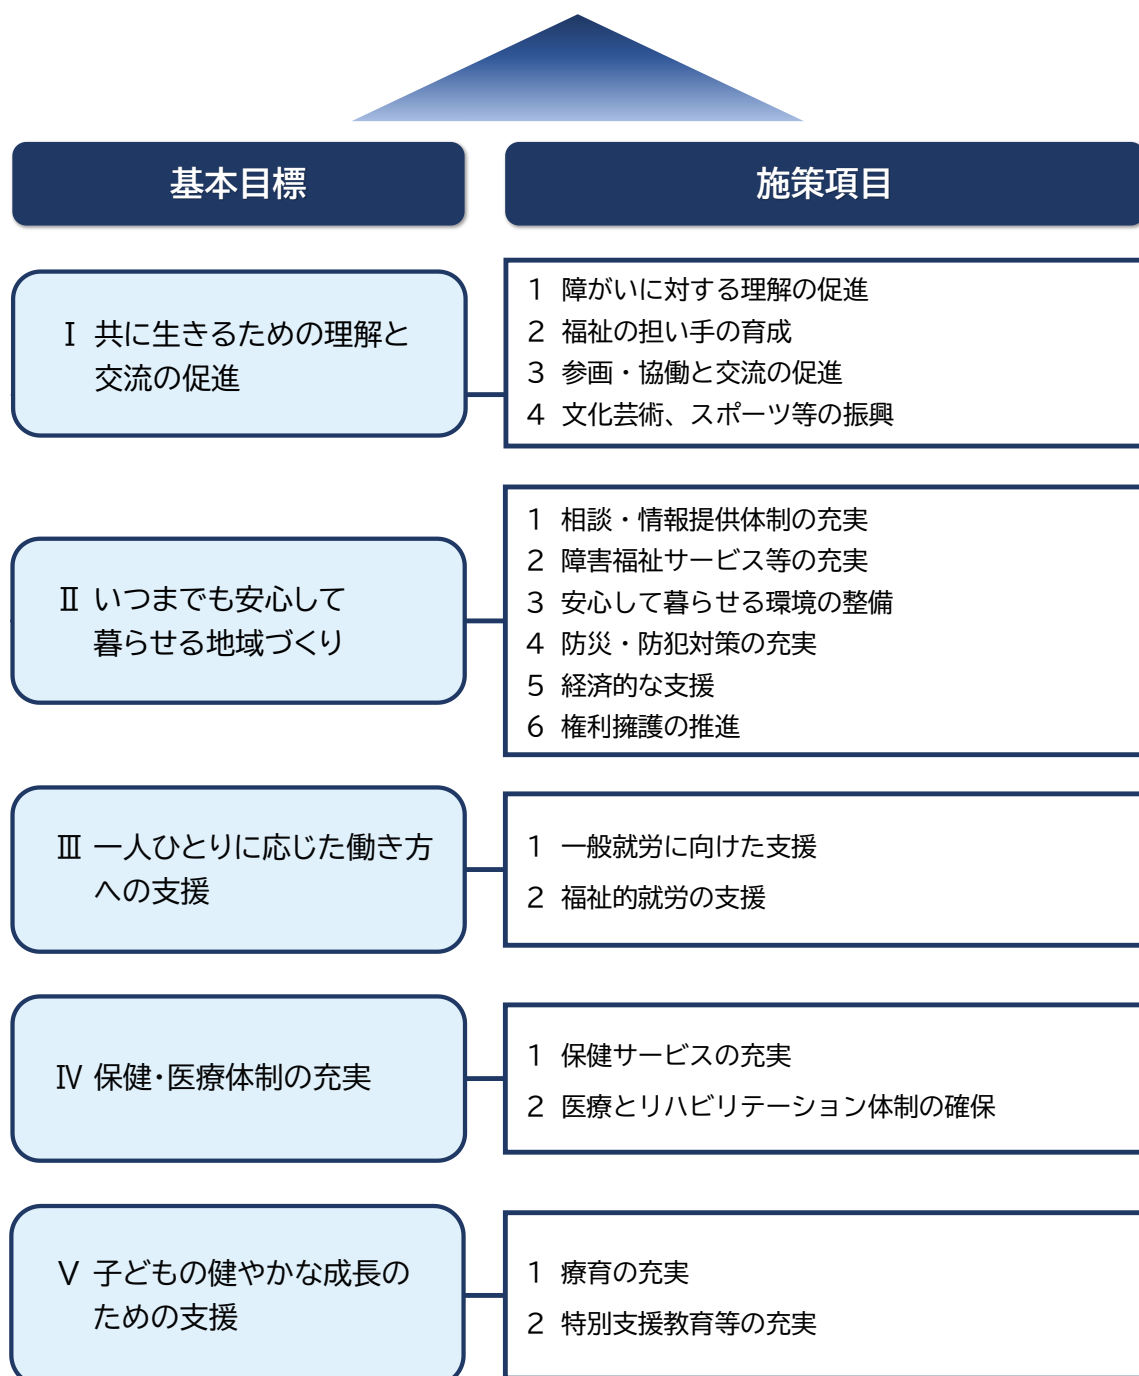 基本目標
施策項目
Ⅰ 共に生きるための理解と
交流の促進
1 障がいに対する理解の促進
2 福祉の担い手の育成
3 参画・協働と交流の促進
4 文化芸術、スポーツ等の振興
Ⅱ いつまでも安心して
暮らせる地域づくり
1 相談・情報提供体制の充実
2 障害福祉サービス等の充実
3 安心して暮らせる環境の整備
4 防災・防犯対策の充実
5 経済的な支援
6 権利擁護の推進
Ⅲ 一人ひとりに応じた働き方
への支援
1 一般就労に向けた支援
2 福祉的就労の支援
Ⅳ 保健・医療体制の充実
1 保健サービスの充実
2 医療とリハビリテーション体制の確保
Ⅴ 子どもの健やかな成長の
ための支援
1 療育の充実
2 特別支援教育等の充実